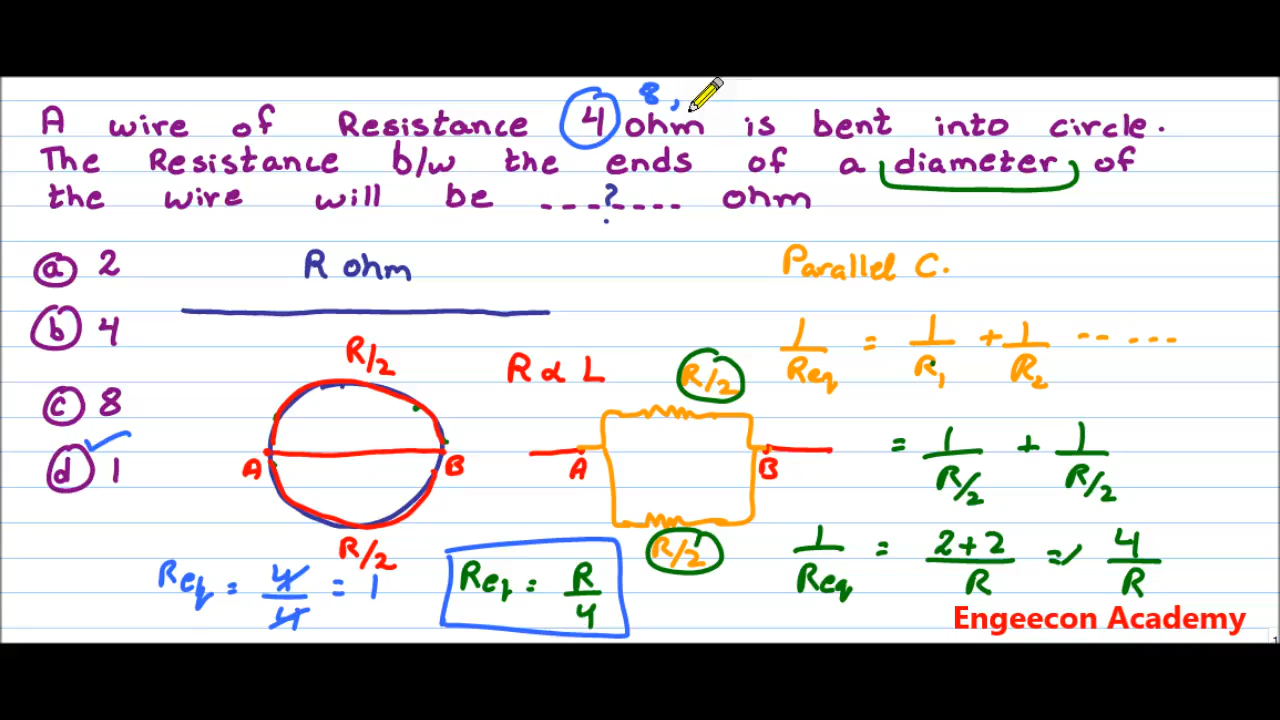 8,
A wire of Resistance 4 ohm is bent into circle.
The Resistance b/w the ends of a diameter of
the wire will be ----?---- ohm
a 2
b 4
c 8
d 1
R ohm
R/2
A B
R/2
R α L
R/2
A B
R/2
Parallel C.
1/Req = 1/R1 + 1/R2 -- ---
= 1/R/2 + 1/R/2
1/Req = 2+2/R => 4/R
Req = R/4
Req = 4/4 = 1
Engeecon Academy
1